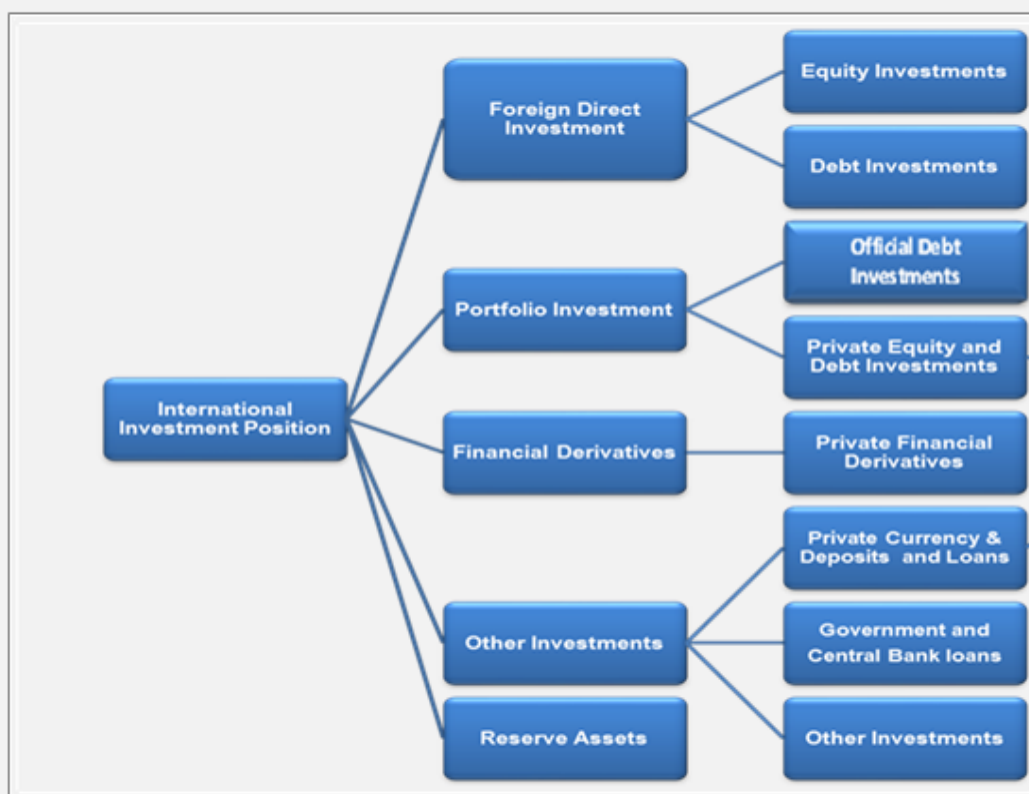 International
Investment Position
Foreign Direct
Investment
Equity Investments
Debt Investments
Portfolio Investment
Official Debt
Investments
Private Equity and
Debt Investments
Financial Derivatives
Private Financial
Derivatives
Other Investments
Private Currency &
Deposits and Loans
Government and
Central Bank loans
Other Investments
Reserve Assets